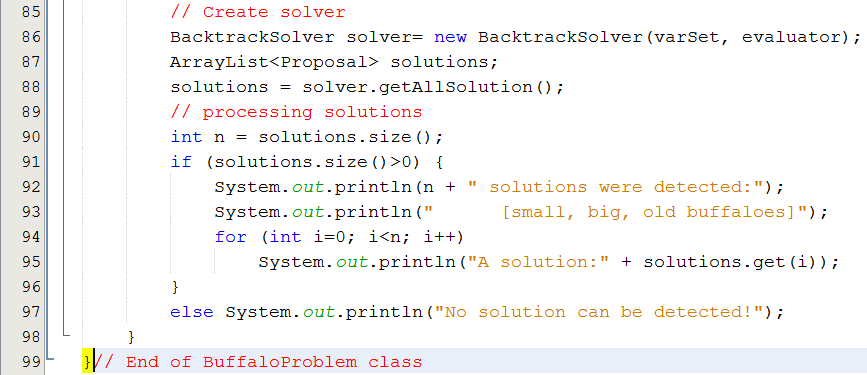 85 // Create solver
86 BacktrackSolver solver= new BacktrackSolver(varSet, evaluator);
87 ArrayList<Proposal> solutions;
88 solutions = solver.getAllSolution();
89 // processing solutions
90 int n = solutions.size();
91 if (solutions.size()>0) {
92 System.out.println(n + " solutions were detected:");
93 System.out.println("      [small, big, old buffaloes]");
94 for (int i=0; i<n; i++)
95 System.out.println("A solution:" + solutions.get(i));
96 }
97 else System.out.println("No solution can be detected!");
98 }
99 }// End of BuffaloProblem class